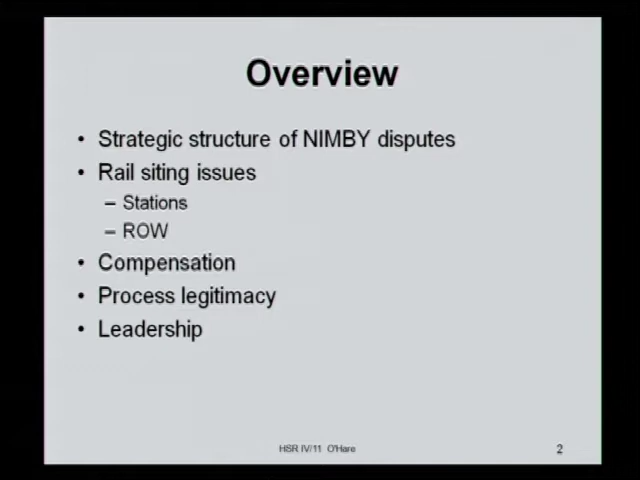 Overview
• Strategic structure of NIMBY disputes
• Rail siting issues
– Stations
– ROW
• Compensation
• Process legitimacy
• Leadership
HSR IV/11 O'Hare
2